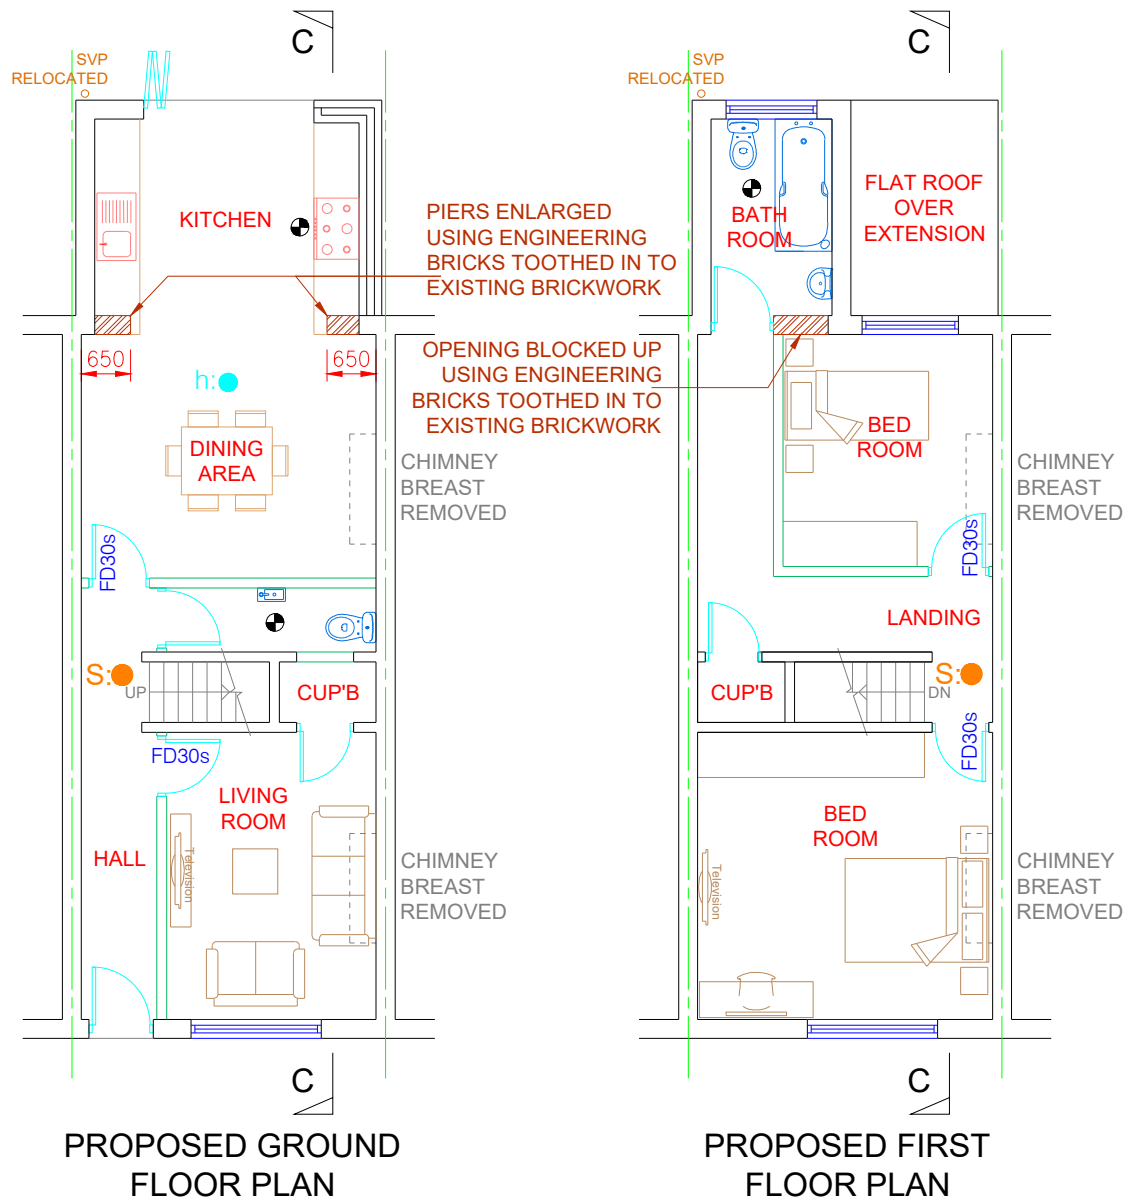 C
SVP
RELOCATED
KITCHEN
PIERS ENLARGED
USING ENGINEERING
BRICKS TOOTHED IN TO
EXISTING BRICKWORK
650
650
h:
OPENING BLOCKED UP
USING ENGINEERING
BRICKS TOOTHED IN TO
EXISTING BRICKWORK
DINING
AREA
CHIMNEY
BREAST
REMOVED
FD30s
S:
UP
CUP'B
FD30s
LIVING
ROOM
HALL
Television
CHIMNEY
BREAST
REMOVED
C
PROPOSED GROUND
FLOOR PLAN
C
SVP
RELOCATED
BATH
ROOM
FLAT ROOF
OVER
EXTENSION
BED
ROOM
CHIMNEY
BREAST
REMOVED
FD30s
LANDING
CUP'B
S:
DN
FD30s
BED
ROOM
Television
CHIMNEY
BREAST
REMOVED
C
PROPOSED FIRST
FLOOR PLAN